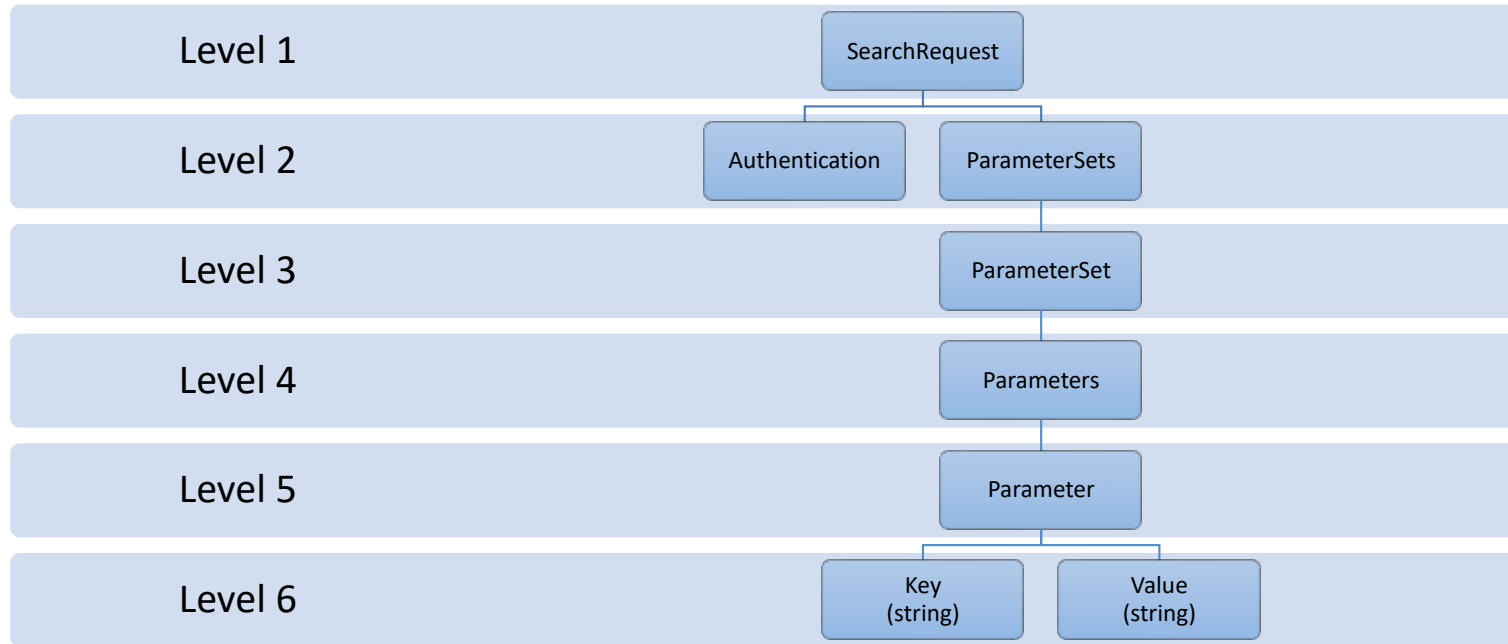 Level 1
SearchRequest
Level 2
Authentication
ParameterSets
Level 3
ParameterSet
Level 4
Parameters
Level 5
Parameter
Level 6
Key
(string)
Value
(string)